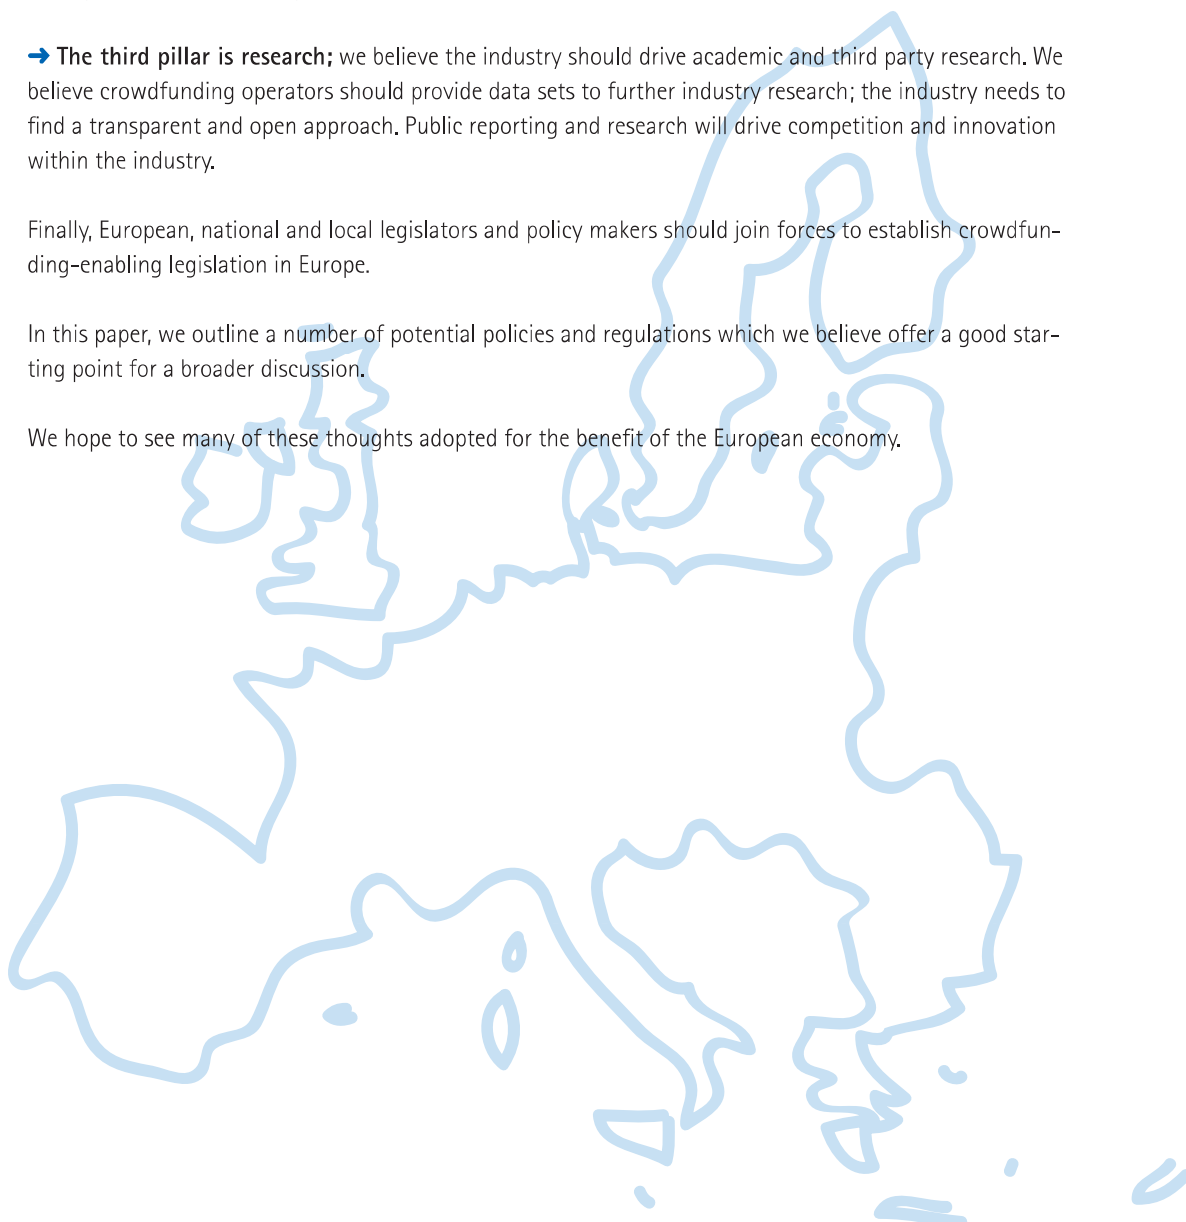 ➔ The third pillar is research; we believe the industry should drive academic and third party research. We
believe crowdfunding operators should provide data sets to further industry research; the industry needs to
find a transparent and open approach. Public reporting and research will drive competition and innovation
within the industry.
Finally, European, national and local legislators and policy makers should join forces to establish crowdfun-
ding-enabling legislation in Europe.
In this paper, we outline a number of potential policies and regulations which we believe offer a good star-
ting point for a broader discussion.
We hope to see many of these thoughts adopted for the benefit of the European economy.